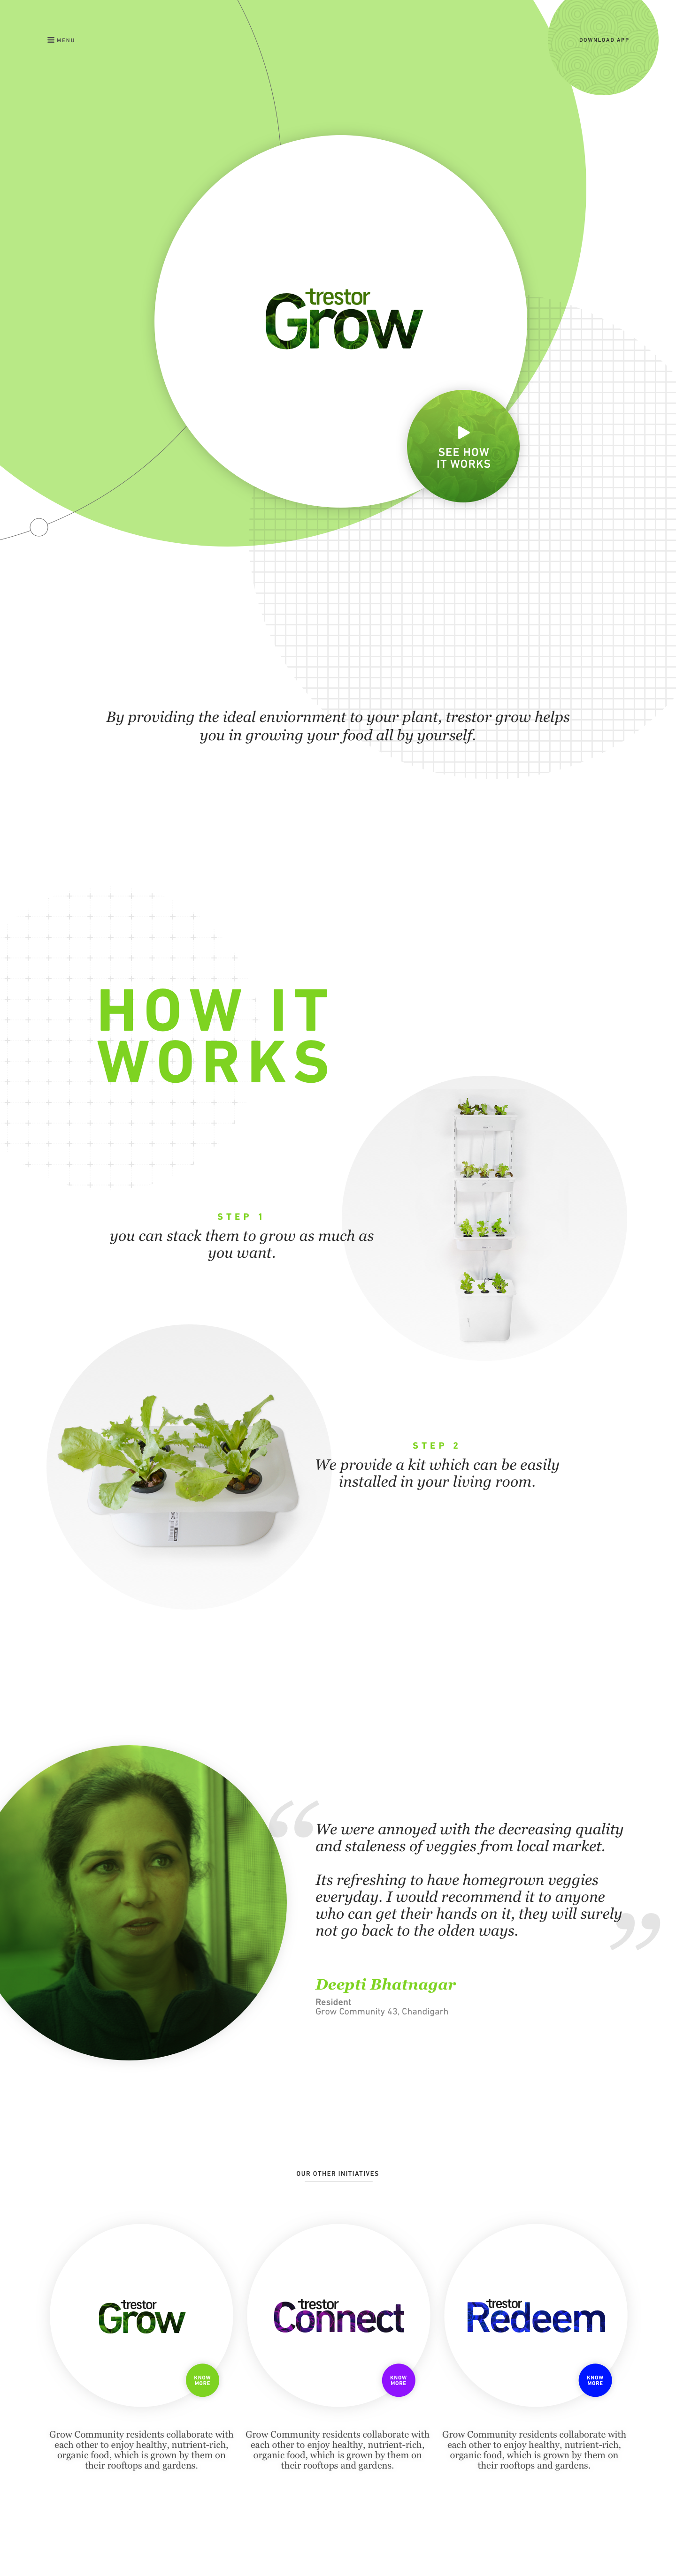 MENU
DOWNLOAD APP
trestor
Grow
SEE HOW
IT WORKS
By providing the ideal enviornment to your plant, trestor grow helps
you in growing your food all by yourself.
HOW IT
WORKS
STEP 1
you can stack them to grow as much as
you want.
STEP 2
We provide a kit which can be easily
installed in your living room.
“We were annoyed with the decreasing quality
and staleness of veggies from local market.
Its refreshing to have homegrown veggies
everyday. I would recommend it to anyone
who can get their hands on it, they will surely
not go back to the olden ways.”
Deepti Bhatnagar
Resident
Grow Community 43, Chandigarh
OUR OTHER INITIATIVES
trestor
Grow
KNOW
MORE
Grow Community residents collaborate with
each other to enjoy healthy, nutrient-rich,
organic food, which is grown by them on
their rooftops and gardens.
trestor
Connect
KNOW
MORE
Grow Community residents collaborate with
each other to enjoy healthy, nutrient-rich,
organic food, which is grown by them on
their rooftops and gardens.
trestor
Redeem
KNOW
MORE
Grow Community residents collaborate with
each other to enjoy healthy, nutrient-rich,
organic food, which is grown by them on
their rooftops and gardens.